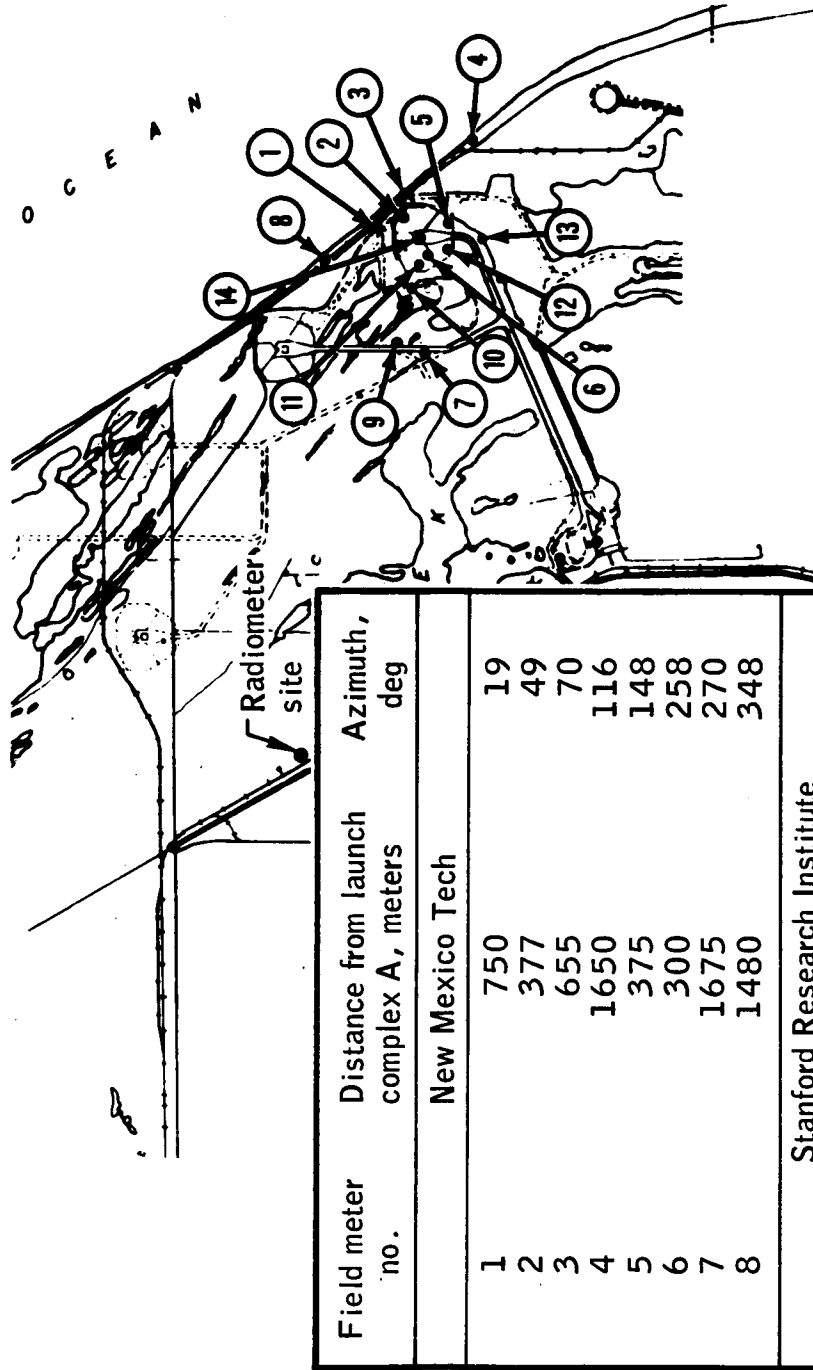 O C E A N
1
2
3
4
5
6
7
8
9
10
11
12
13
14
Radiometer
site
Field meter no. Distance from launch complex A, meters Azimuth, deg
New Mexico Tech
1 750 19
2 377 49
3 655 70
4 1650 116
5 375 148
6 300 258
7 1675 270
8 1480 348
Stanford Research Institute